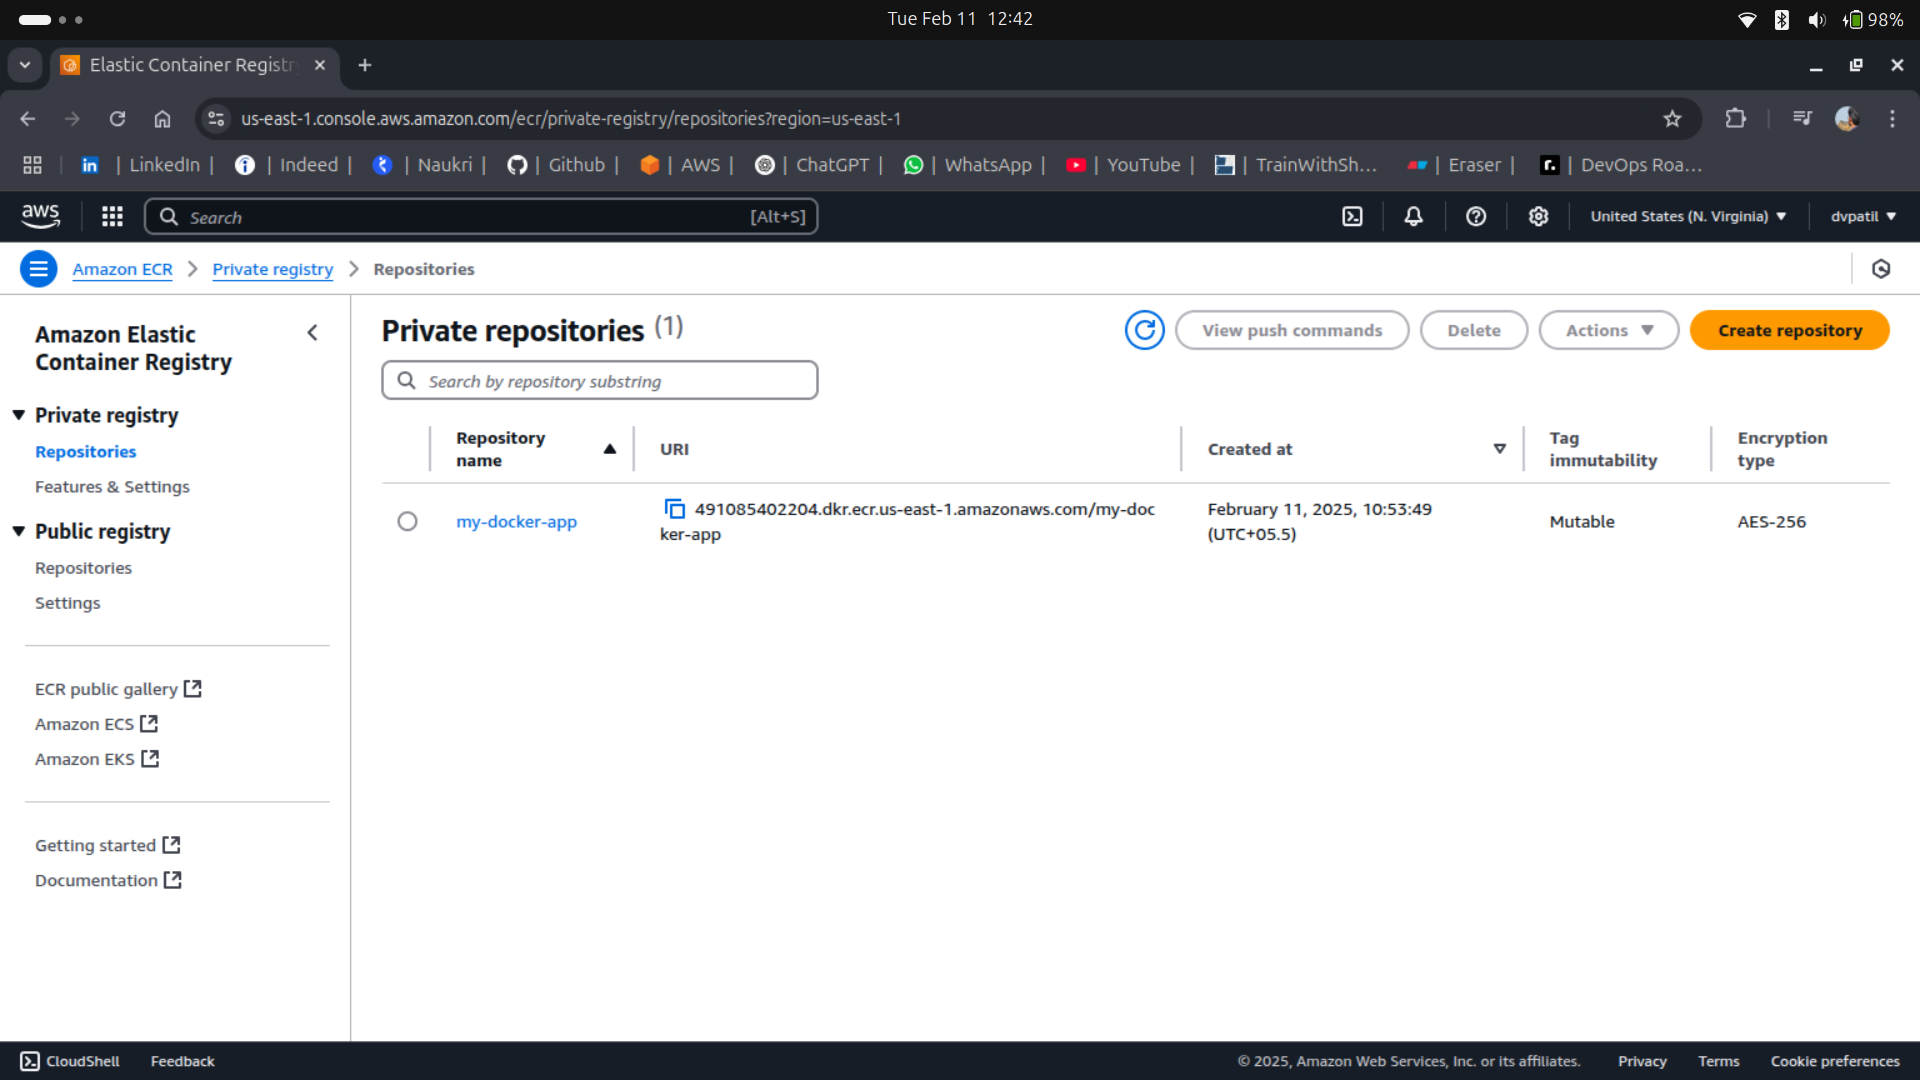 Tue Feb 11 12:42
98%
Elastic Container Registr
us-east-1.console.aws.amazon.com/ecr/private-registry/repositories?region=us-east-1
in | LinkedIn | | Indeed | | Naukri | | Github | | AWS | | ChatGPT | | WhatsApp | | YouTube | | TrainWithSh... | Eraser | r. | DevOps Roa...
aws Search [Alt+S] United States (N. Virginia) dvpatil
Amazon ECR Private registry Repositories
Amazon Elastic
Container Registry
Private registry
Repositories
Features & Settings
Public registry
Repositories
Settings
ECR public gallery
Amazon ECS
Amazon EKS
Getting started
Documentation
Private repositories (1)
View push commands Delete Actions Create repository
Search by repository substring
Repository
name
URI
Created at
Tag
immutability
Encryption
type
my-docker-app
491085402204.dkr.ecr.us-east-1.amazonaws.com/my-doc
ker-app
February 11, 2025, 10:53:49
(UTC+05.5)
Mutable
AES-256
CloudShell Feedback © 2025, Amazon Web Services, Inc. or its affiliates. Privacy Terms Cookie preferences